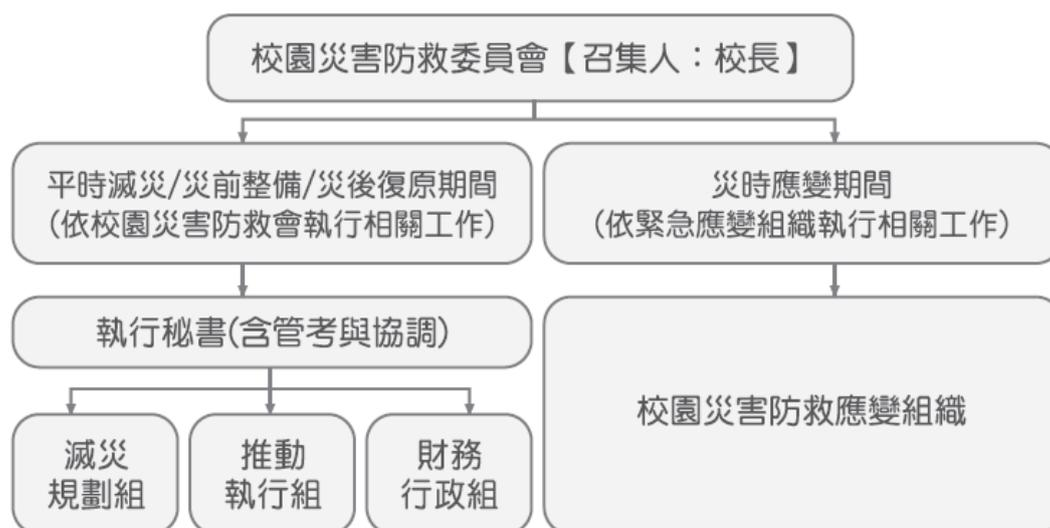 校園災害防救委員會【召集人：校長】
平時減災/災前整備/災後復原期間
(依校園災害防救會執行相關工作)
災時應變期間
(依緊急應變組織執行相關工作)
執行秘書(含管考與協調)
校園災害防救應變組織
減災
規劃組
推動
執行組
財務
行政組